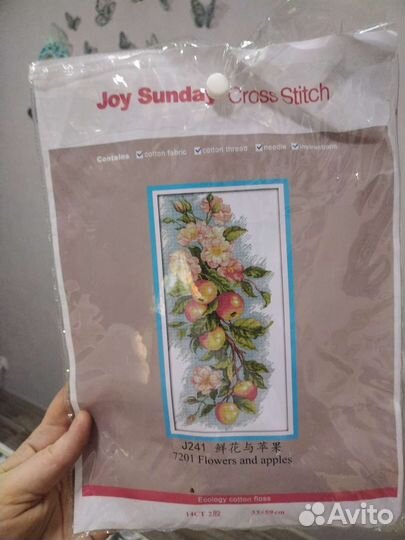 Joy Sunday Cross Stitch
Contains ☑ cotton fabric ☑ cotton thread ☑ needle ☑ instructions
J241 鲜花与苹果
7201 Flowers and apples
Ecology cotton floss
14CT 2股 33×59cm
Avito